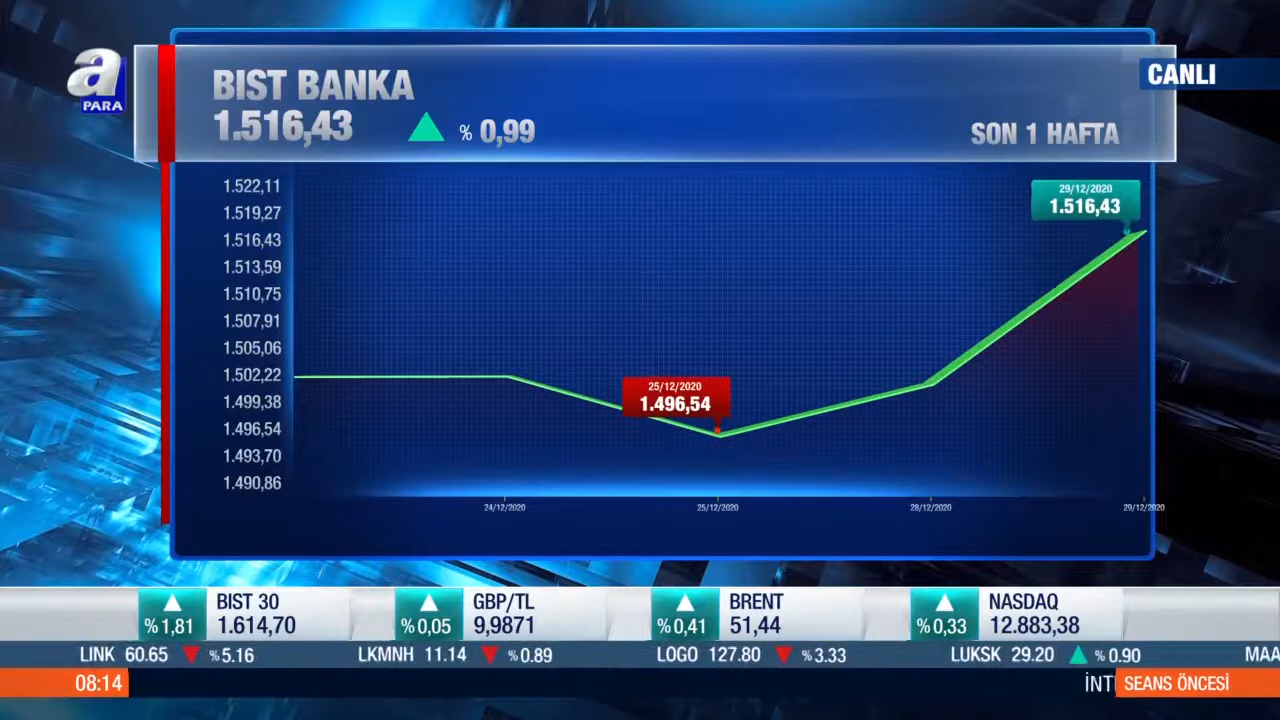 a
PARA
CANLI
BIST BANKA
1.516,43
% 0,99
SON 1 HAFTA
1.522,11
1.519,27
1.516,43
1.513,59
1.510,75
1.507,91
1.505,06
1.502,22
1.499,38
1.496,54
1.493,70
1.490,86
29/12/2020
1.516,43
25/12/2020
1.496,54
24/12/2020
25/12/2020
28/12/2020
29/12/2020
% 1,81
BIST 30
1.614,70
% 0,05
GBP/TL
9,9871
% 0,41
BRENT
51,44
% 0,33
NASDAQ
12.883,38
LINK 60.65 %5.16 LKMNH 11.14 %0.89 LOGO 127.80 %3.33 LUKSK 29.20 % 0.90 MAA
08:14
İNT
SEANS ÖNCESİ